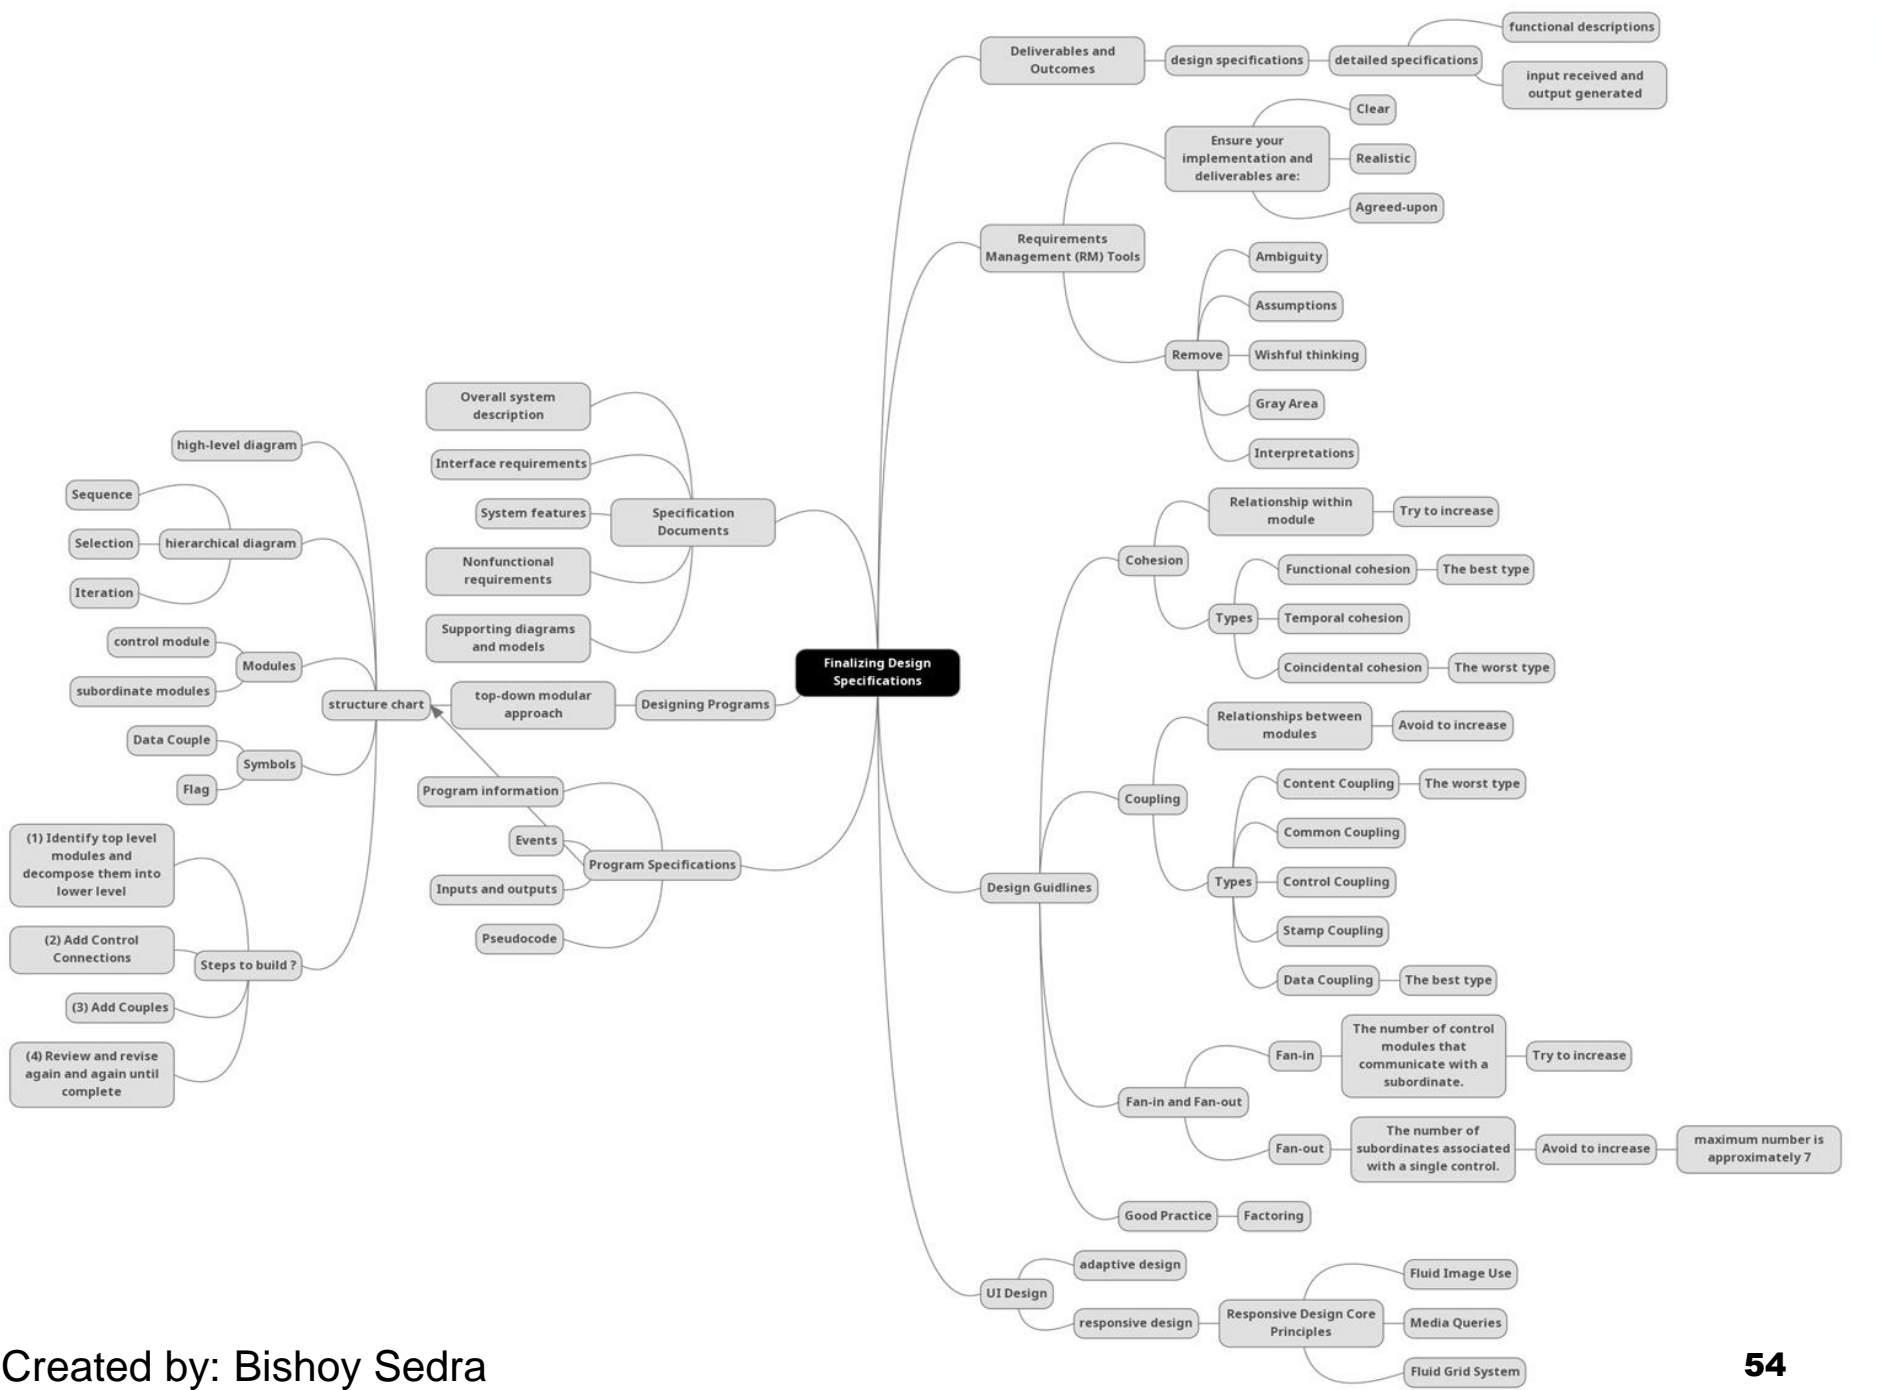 Finalizing Design
Specifications
Deliverables and
Outcomes
design specifications
detailed specifications
functional descriptions
input received and
output generated
Requirements
Management (RM) Tools
Ensure your
implementation and
deliverables are:
Clear
Realistic
Agreed-upon
Remove
Ambiguity
Assumptions
Wishful thinking
Gray Area
Interpretations
Design Guidlines
Cohesion
Relationship within
module
Try to increase
Types
Functional cohesion
The best type
Temporal cohesion
Coincidental cohesion
The worst type
Coupling
Relationships between
modules
Avoid to increase
Types
Content Coupling
The worst type
Common Coupling
Control Coupling
Stamp Coupling
Data Coupling
The best type
Fan-in and Fan-out
Fan-in
The number of control
modules that
communicate with a
subordinate.
Try to increase
Fan-out
The number of
subordinates associated
with a single control.
Avoid to increase
maximum number is
approximately 7
Good Practice
Factoring
UI Design
adaptive design
responsive design
Responsive Design Core
Principles
Fluid Image Use
Media Queries
Fluid Grid System
Specification
Documents
Overall system
description
Interface requirements
System features
Nonfunctional
requirements
Supporting diagrams
and models
Designing Programs
top-down modular
approach
structure chart
high-level diagram
hierarchical diagram
Sequence
Selection
Iteration
Modules
control module
subordinate modules
Symbols
Data Couple
Flag
Steps to build ?
(1) Identify top level
modules and
decompose them into
lower level
(2) Add Control
Connections
(3) Add Couples
(4) Review and revise
again and again until
complete
Program Specifications
Program information
Events
Inputs and outputs
Pseudocode
Created by: Bishoy Sedra
54